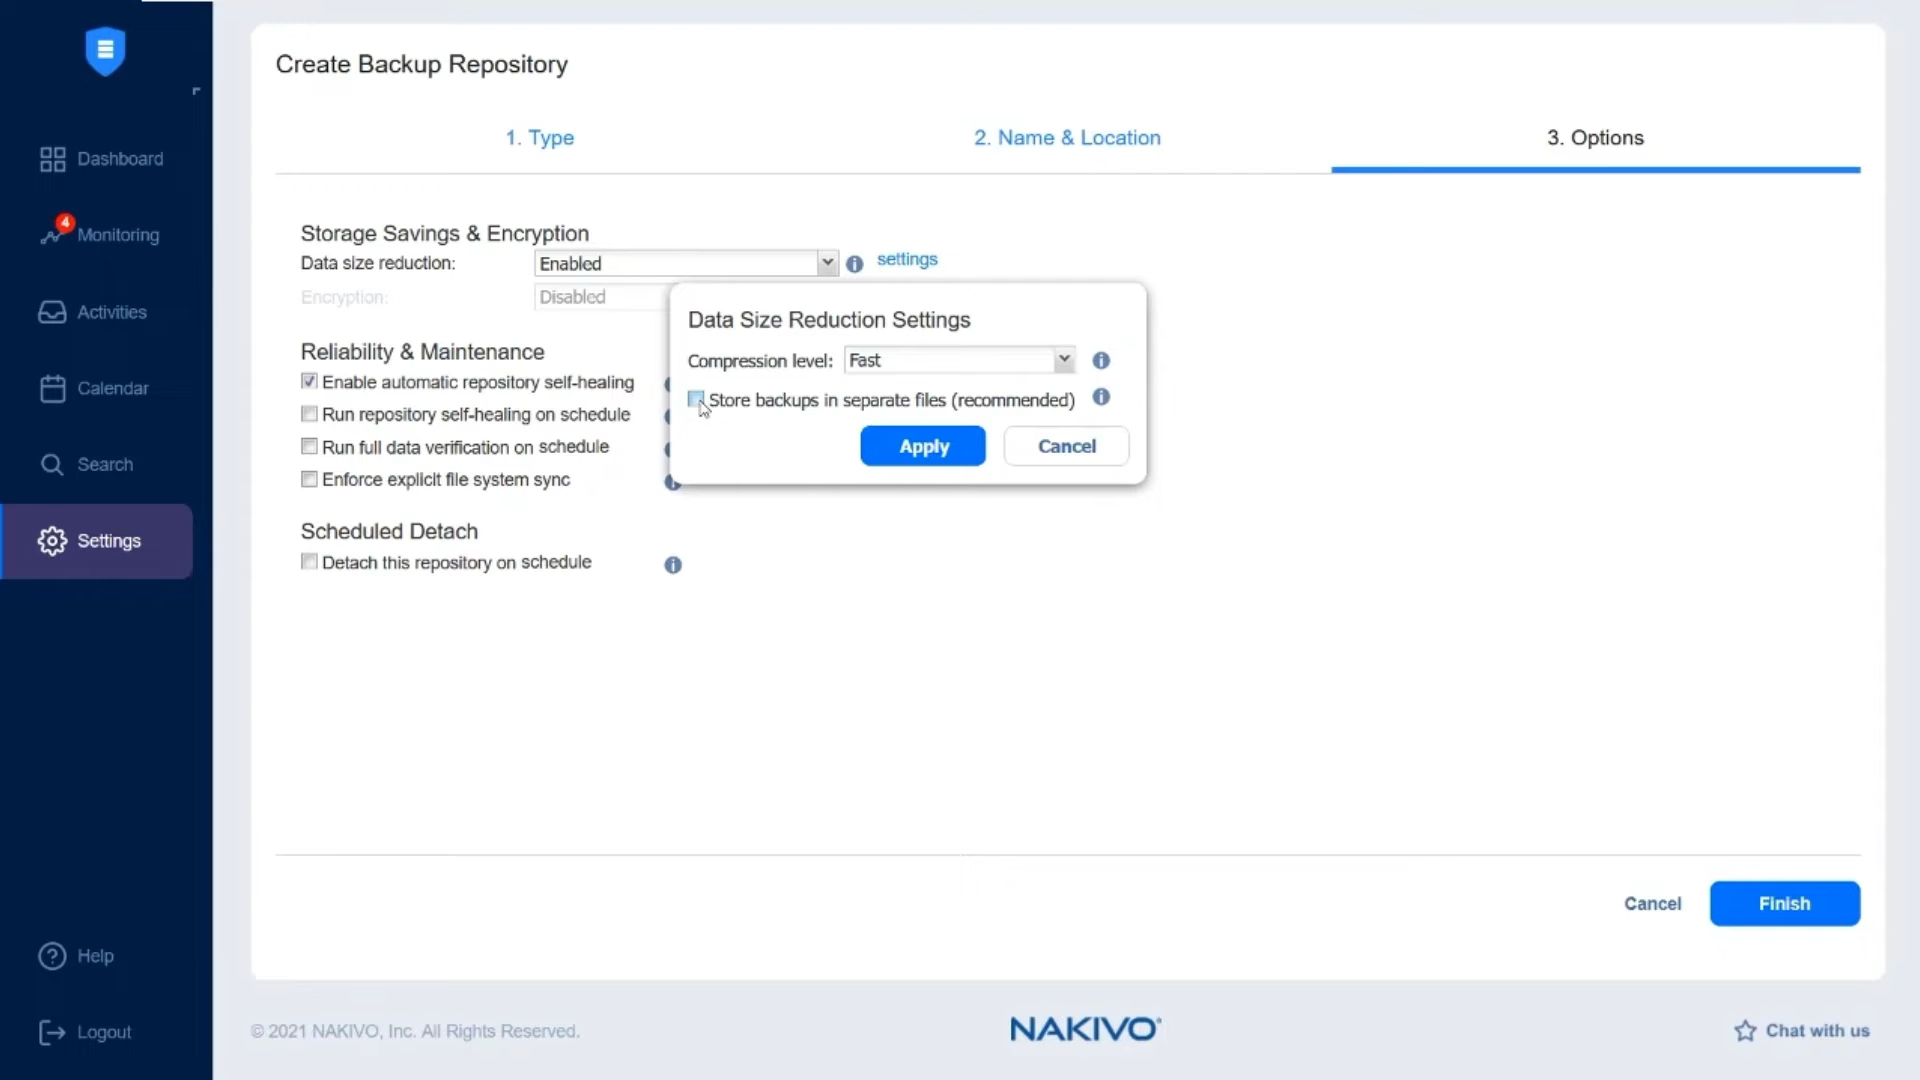 Create Backup Repository
1. Type
2. Name & Location
3. Options
Dashboard
4
Monitoring
Activities
Calendar
Search
Settings
Help
Logout
Storage Savings & Encryption
Data size reduction:
Enabled
settings
Encryption:
Disabled
Reliability & Maintenance
Enable automatic repository self-healing
Run repository self-healing on schedule
Run full data verification on schedule
Enforce explicit file system sync
Scheduled Detach
Detach this repository on schedule
Data Size Reduction Settings
Compression level:
Fast
Store backups in separate files (recommended)
Apply
Cancel
Cancel
Finish
© 2021 NAKIVO, Inc. All Rights Reserved.
NAKIVO®
Chat with us